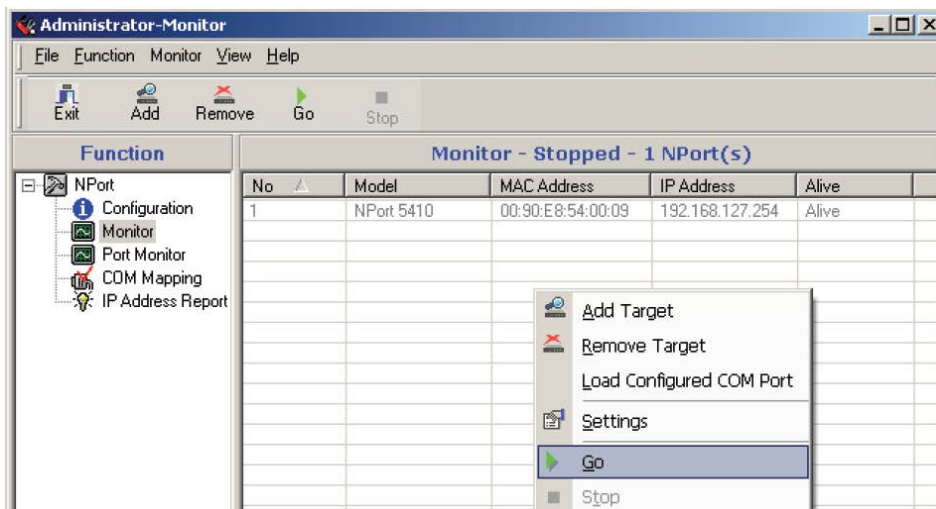 Administrator-Monitor
File Function Monitor View Help
Exit Add Remove Go Stop
Function
Monitor - Stopped - 1 NPort(s)
NPort
Configuration
Monitor
Port Monitor
COM Mapping
IP Address Report
No Model MAC Address IP Address Alive
1 NPort 5410 00:90:E8:54:00:09 192.168.127.254 Alive
Add Target
Remove Target
Load Configured COM Port
Settings
Go
Stop